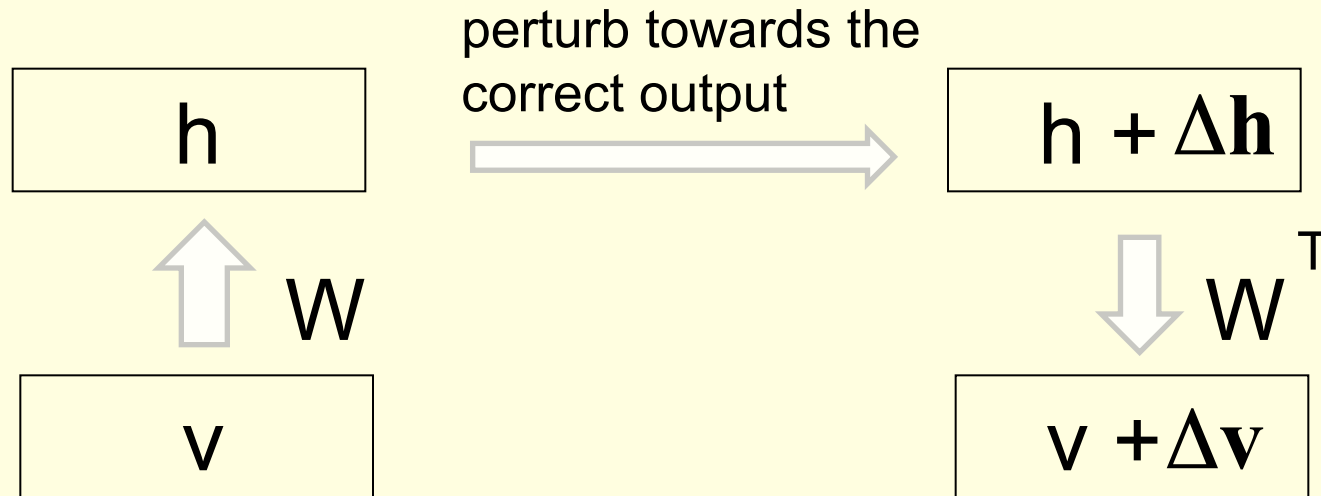 perturb towards the
correct output
h
h + Δh
W
W^T
v
v +Δv